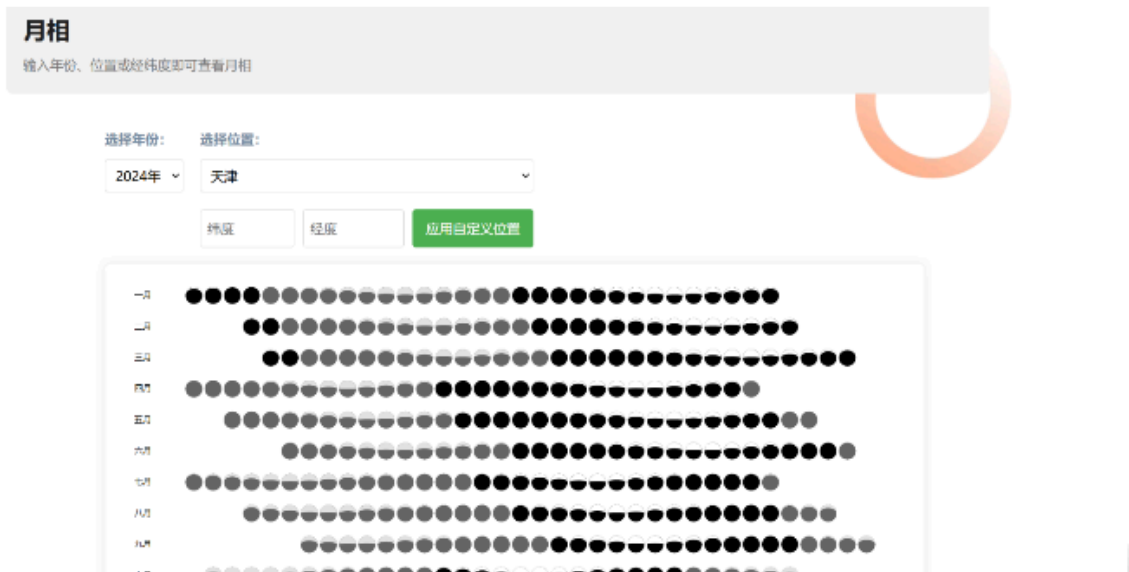 月相
输入年份、位置或经纬度即可查看月相
选择年份: 选择位置:
2024年 天津
纬度 经度 应用自定义位置
一月
二月
三月
四月
五月
六月
七月
八月
九月